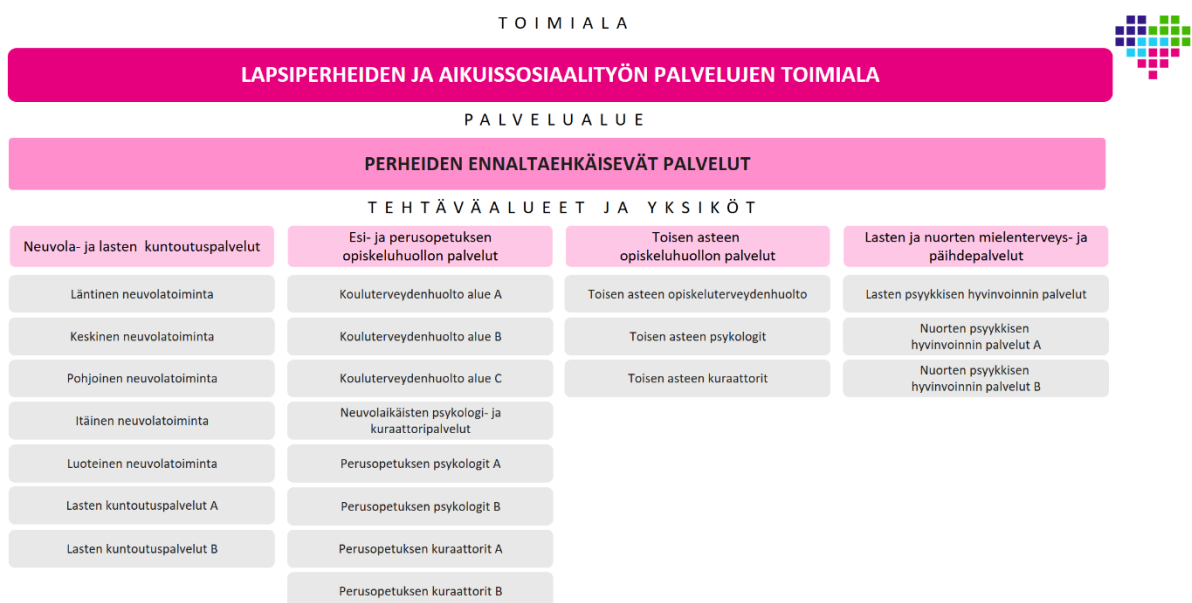 TOIMIALA
LAPSIPERHEIDEN JA AIKUISSOSIAALITYÖN PALVELUJEN TOIMIALA
PALVELUALUE
PERHEIDEN ENNALTAEHKÄISEVÄT PALVELUT
TEHTÄVÄALUEET JA YKSIKÖT
Neuvola- ja lasten kuntoutuspalvelut
Läntinen neuvolatoiminta
Keskinen neuvolatoiminta
Pohjoinen neuvolatoiminta
Itäinen neuvolatoiminta
Luoteinen neuvolatoiminta
Lasten kuntoutuspalvelut A
Lasten kuntoutuspalvelut B
Esi- ja perusopetuksen
opiskeluhuollon palvelut
Kouluterveydenhuolto alue A
Kouluterveydenhuolto alue B
Kouluterveydenhuolto alue C
Neuvolaikäisten psykologi- ja
kuraattoripalvelut
Perusopetuksen psykologit A
Perusopetuksen psykologit B
Perusopetuksen kuraattorit A
Perusopetuksen kuraattorit B
Toisen asteen
opiskeluhuollon palvelut
Toisen asteen opiskeluterveydenhuolto
Toisen asteen psykologit
Toisen asteen kuraattorit
Lasten ja nuorten mielenterveys- ja
päihdepalvelut
Lasten psyykkisen hyvinvoinnin palvelut
Nuorten psyykkisen
hyvinvoinnin palvelut A
Nuorten psyykkisen
hyvinvoinnin palvelut B